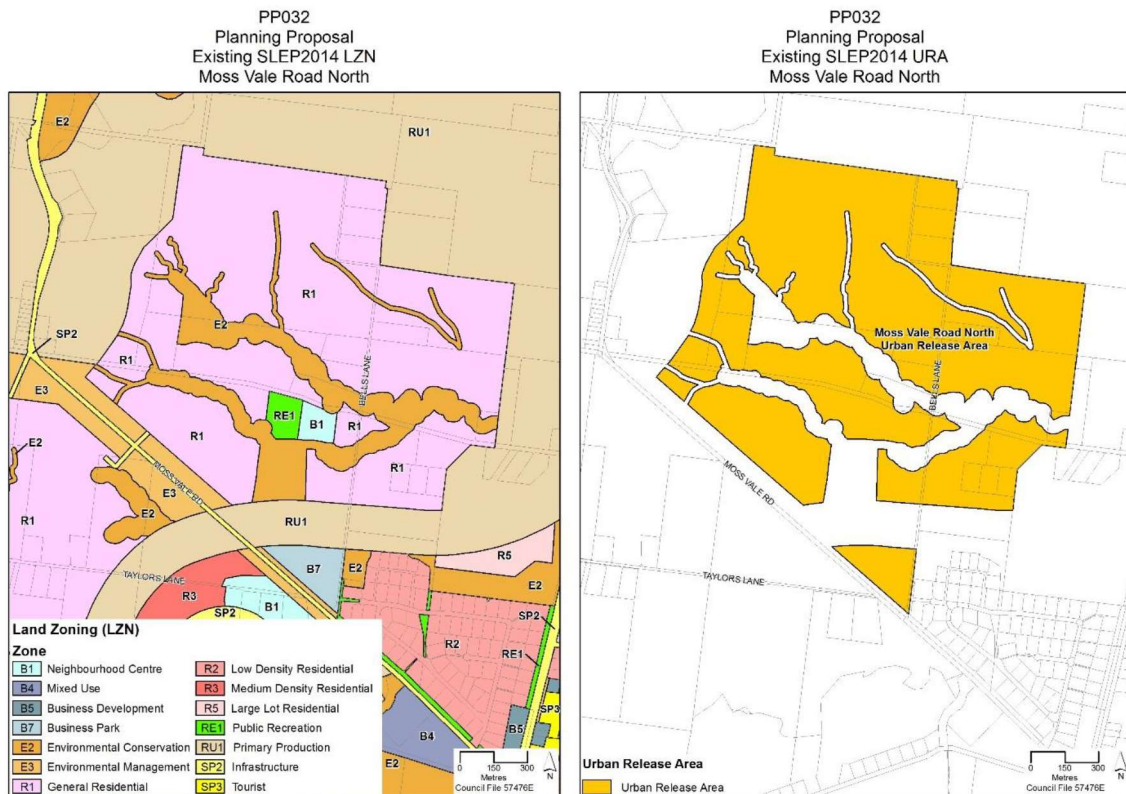 PP032
Planning Proposal
Existing SLEP2014 LZN
Moss Vale Road North
E2
RU1
R1
E2
SP2
R1
E3
BELLS LANE
RE1
B1
R1
R1
R1
E2
MOSS VALE RD
E3
E2
R1
RU1
R5
B7
E2
E2
TAYLORS LANE
R3
B1
SP2
SP2
R2
RE1
SP3
B5
B4
E2
Land Zoning (LZN)
Zone
B1 Neighbourhood Centre
B4 Mixed Use
B5 Business Development
B7 Business Park
E2 Environmental Conservation
E3 Environmental Management
R1 General Residential
R2 Low Density Residential
R3 Medium Density Residential
R5 Large Lot Residential
RE1 Public Recreation
RU1 Primary Production
SP2 Infrastructure
SP3 Tourist
0 150 300
Metres
N
Council File 57476E
PP032
Planning Proposal
Existing SLEP2014 URA
Moss Vale Road North
Moss Vale Road North
Urban Release Area
BELLS LANE
MOSS VALE RD
TAYLORS LANE
Urban Release Area
Urban Release Area
0 150 300
Metres
N
Council File 57476E